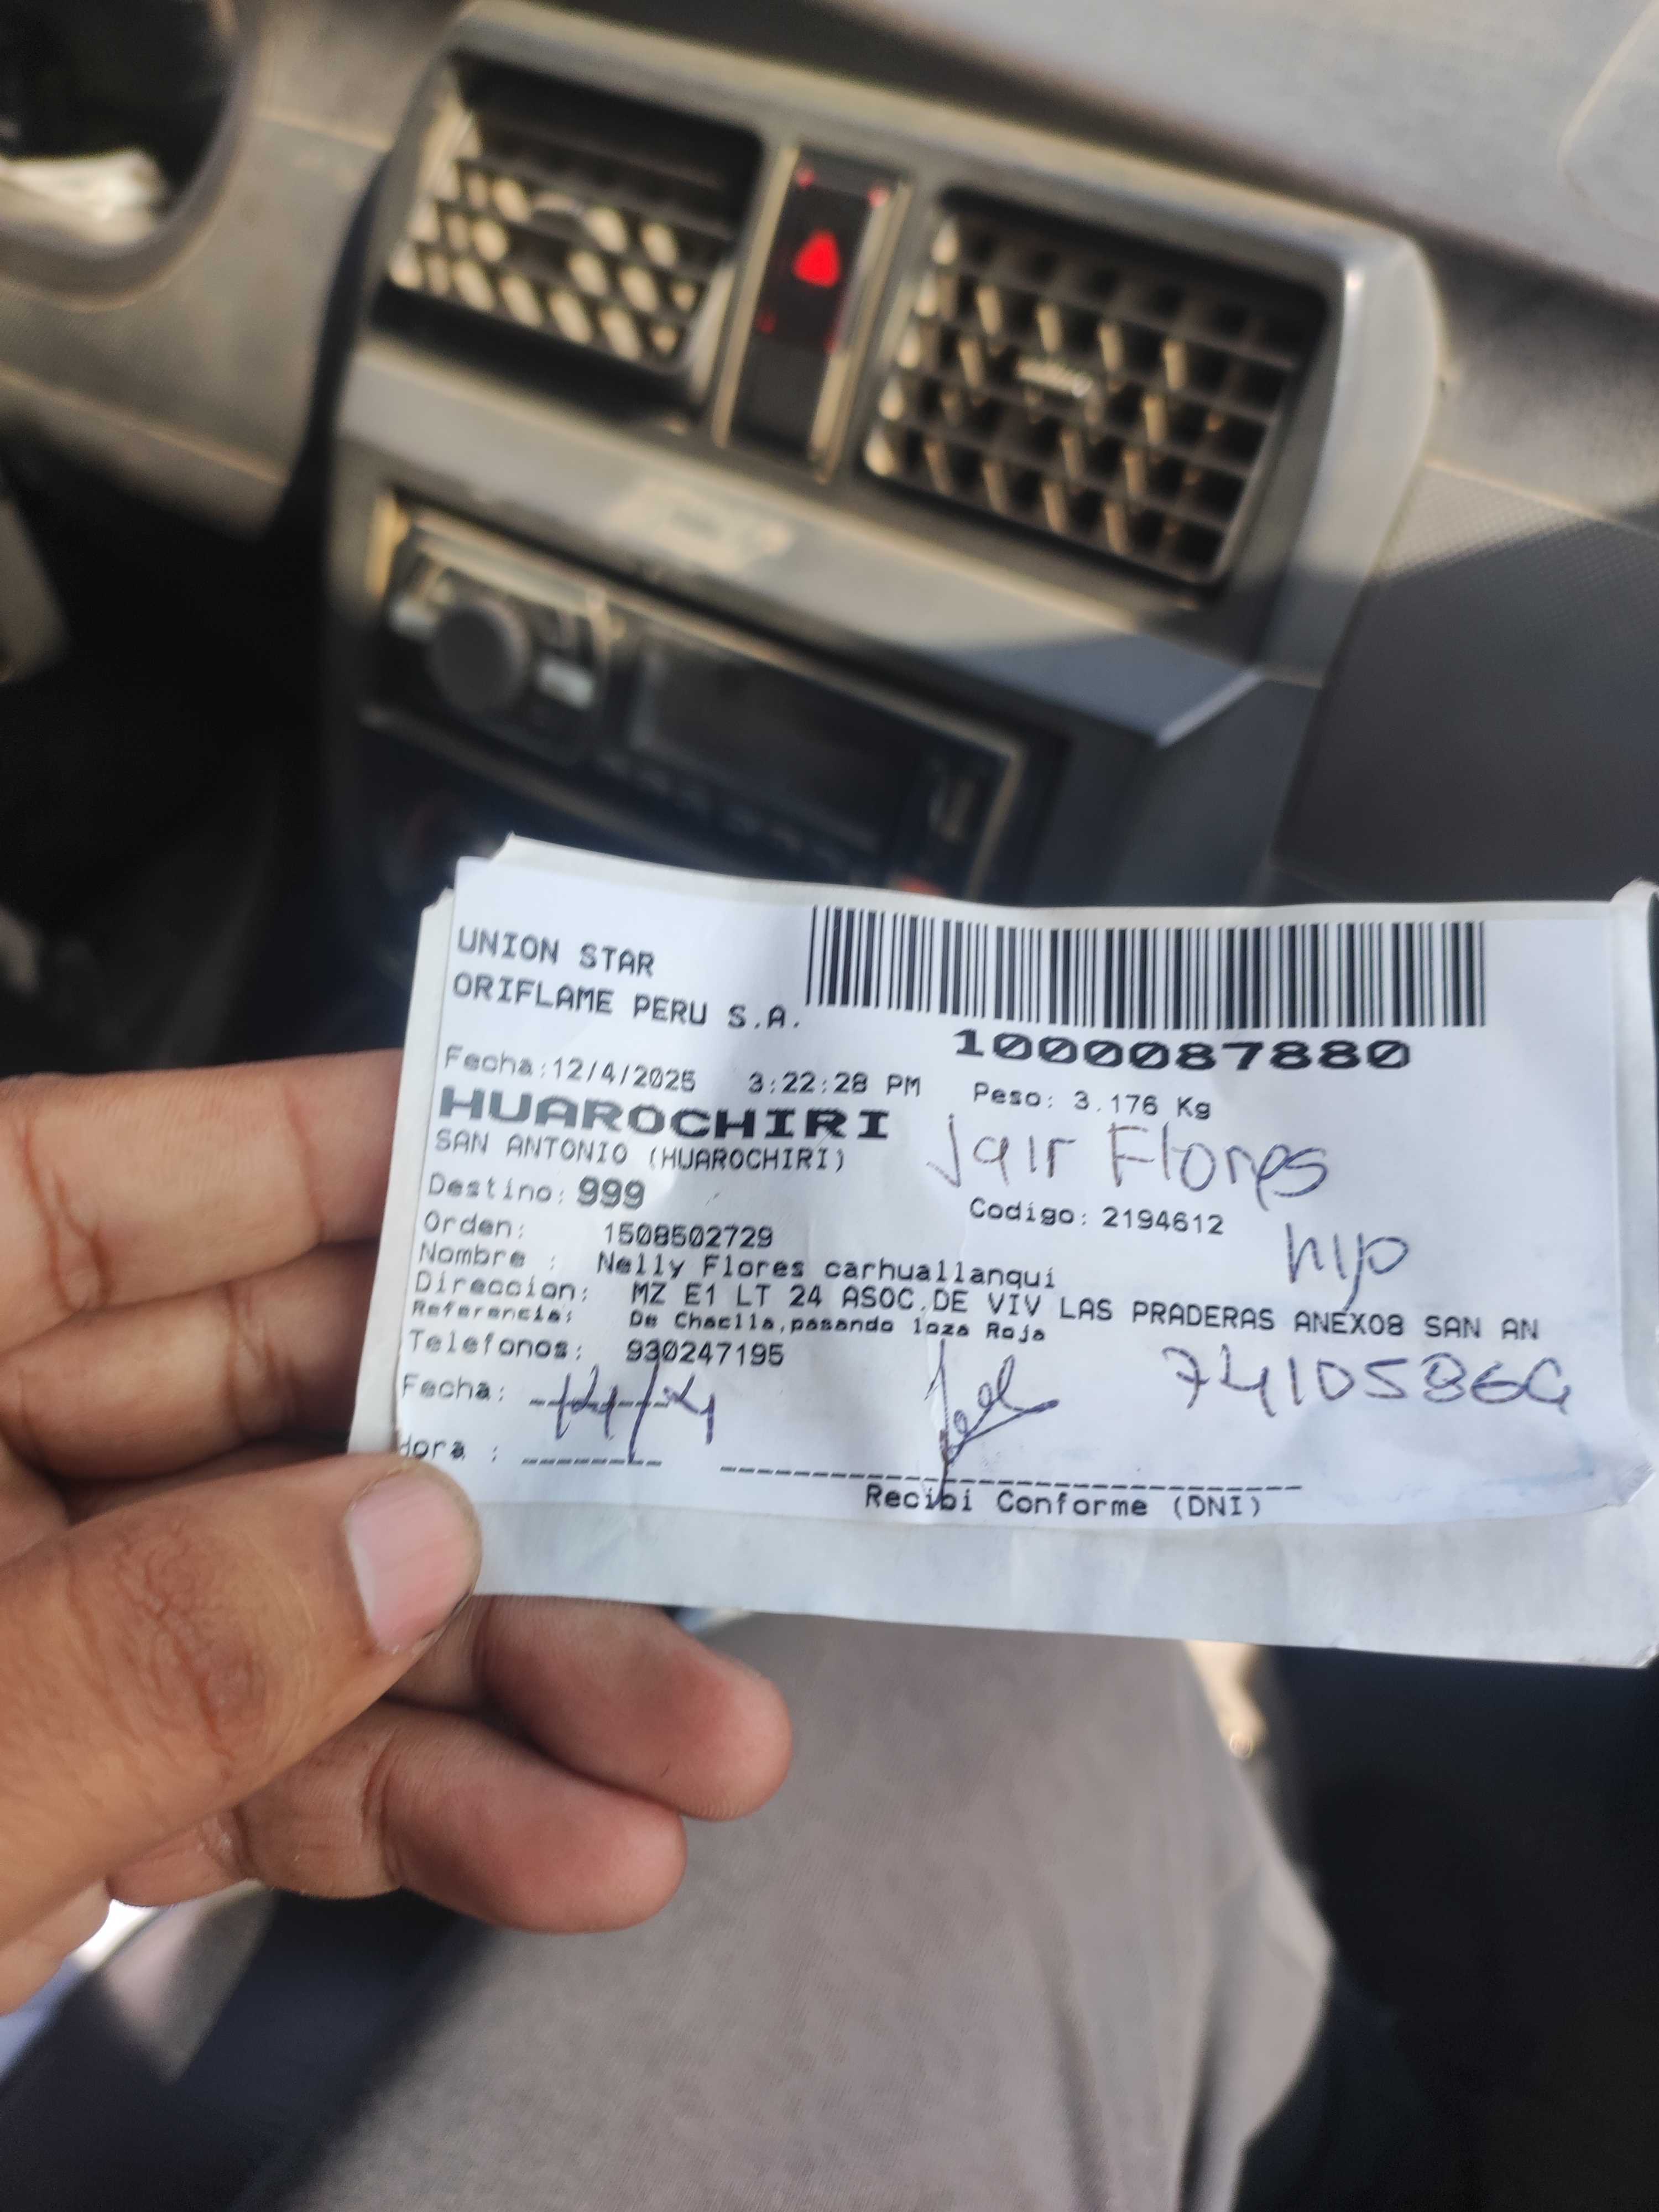 UNION STAR
ORIFLAME PERU S.A.
1000087880
Fecha:12/4/2025 3:22:28 PM Peso: 3.176 Kg
HUAROCHIRI
SAN ANTONIO (HUAROCHIRI) Jair Flores
Destino: 999 Codigo: 2194612
Orden: 1508502729 hijo
Nombre : Nelly Flores carhuallanqui
Direccion: MZ E1 LT 24 ASOC.DE VIV LAS PRADERAS ANEXO8 SAN AN
Referencia: De Chaclla,pasando loza Roja
Telefonos: 930247195
Fecha:
Hora :
Recibi Conforme (DNI)